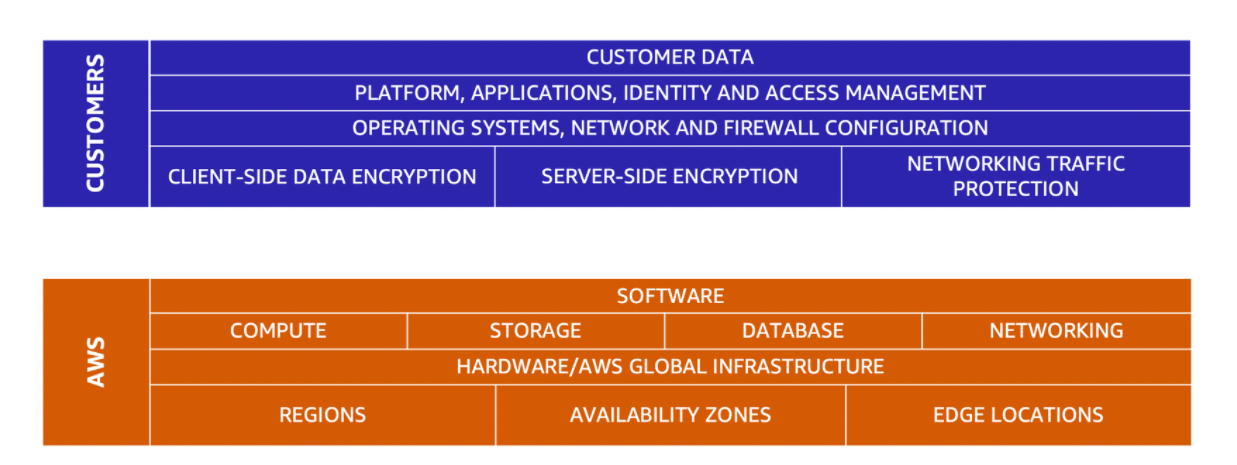 CUSTOMERS
CUSTOMER DATA
PLATFORM, APPLICATIONS, IDENTITY AND ACCESS MANAGEMENT
OPERATING SYSTEMS, NETWORK AND FIREWALL CONFIGURATION
CLIENT-SIDE DATA ENCRYPTION
SERVER-SIDE ENCRYPTION
NETWORKING TRAFFIC
PROTECTION
AWS
SOFTWARE
COMPUTE
STORAGE
DATABASE
NETWORKING
HARDWARE/AWS GLOBAL INFRASTRUCTURE
REGIONS
AVAILABILITY ZONES
EDGE LOCATIONS